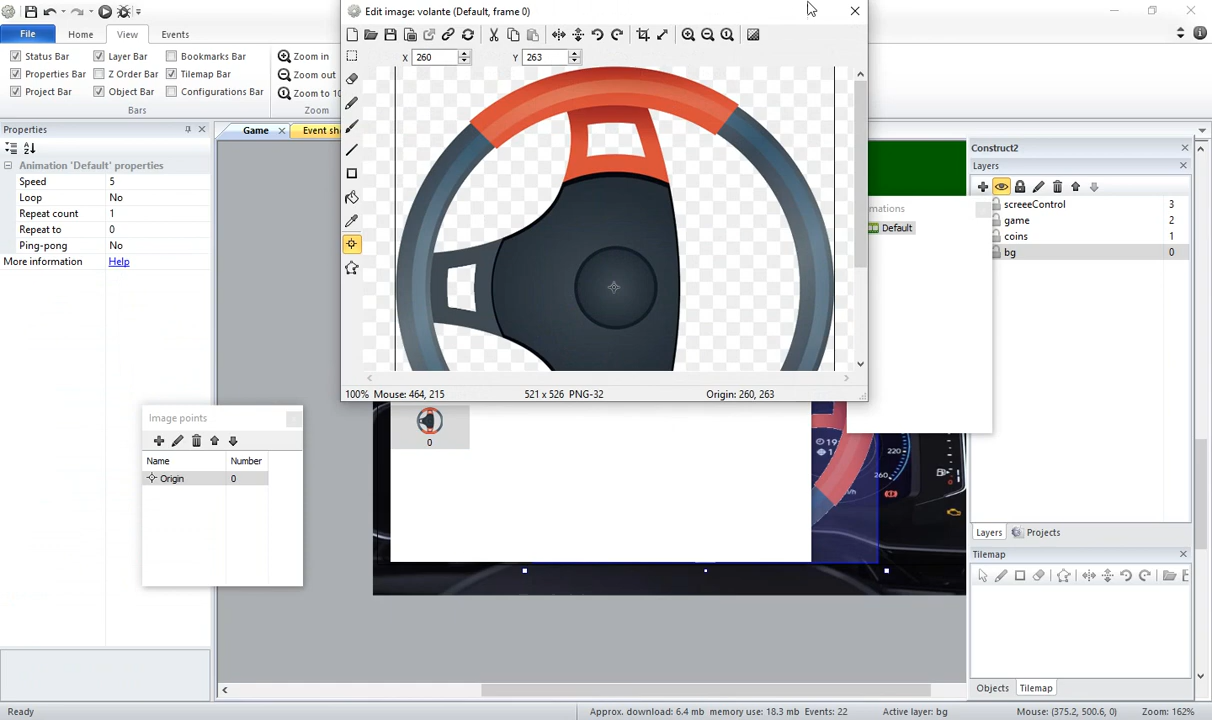 Edit image: volante (Default, frame 0)
File
Home
View
Events
Status Bar
Layer Bar
Bookmarks Bar
Zoom in
Properties Bar
Z Order Bar
Tilemap Bar
Zoom out
Project Bar
Object Bar
Configurations Bar
Zoom to 10
Bars
Zoom
X 260
Y 263
Properties
Game
Event sh
Animation 'Default' properties
Speed 5
Loop No
Repeat count 1
Repeat to 0
Ping-pong No
More information Help
Construct2
Layers
screeeControl 3
game 2
coins 1
bg 0
mations
Default
100% Mouse: 464, 215
521 x 526 PNG-32
Origin: 260, 263
0
Image points
Name Number
Origin 0
220
260
Layers
Projects
Tilemap
Objects
Tilemap
Ready
Approx. download: 6.4 mb
memory use: 18.3 mb
Events: 22
Active layer: bg
Mouse: (375.2, 500.6, 0)
Zoom: 162%